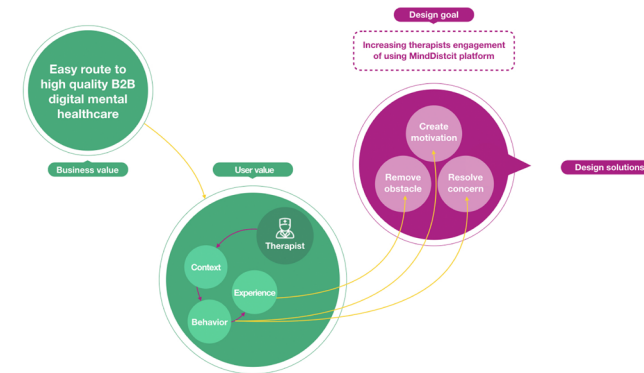 Design goal
Increasing therapists engagement
of using MindDistcit platform
Easy route to
high quality B2B
digital mental
healthcare
Business value
User value
Create
motivation
Remove
obstacle
Resolve
concern
Design solutions
Therapist
Context
Experience
Behavior